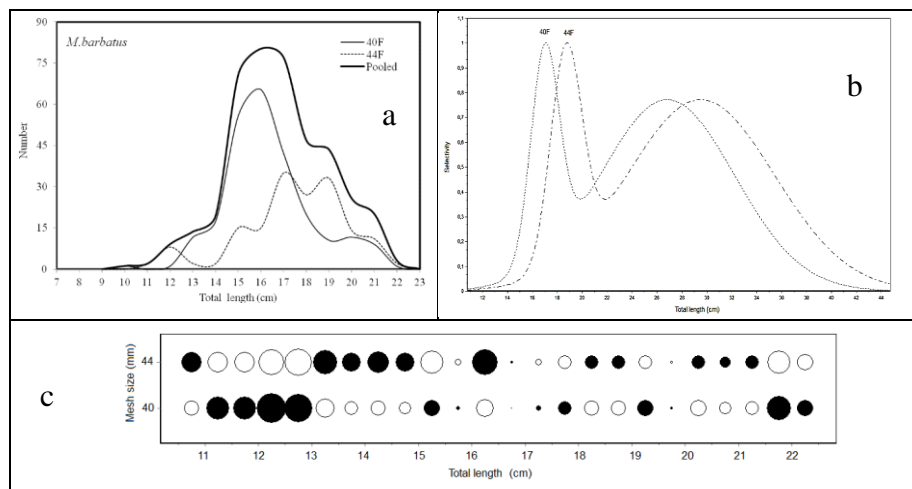 M.barbatus
40F
44F
Pooled
a
90
75
60
45
30
15
0
Number
7 8 9 10 11 12 13 14 15 16 17 18 19 20 21 22 23
Total length (cm)
b
40F 44F
1,1
1
0,9
0,8
0,7
0,6
0,5
0,4
0,3
0,2
0,1
0
Selectivity
12 14 16 18 20 22 24 26 28 30 32 34 36 38 40 42 44
Total length (cm)
c
Mesh size (mm)
44
40
11 12 13 14 15 16 17 18 19 20 21 22
Total length (cm)